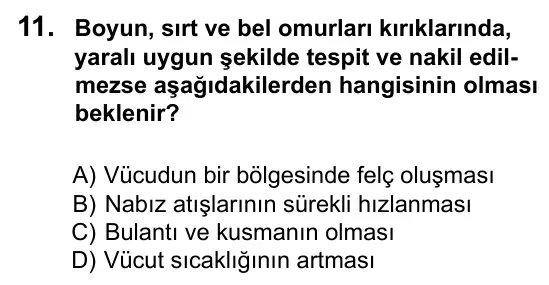 11. Boyun, sırt ve bel omurları kırıklarında,
yaralı uygun şekilde tespit ve nakil edil-
mezse aşağıdakilerden hangisinin olması
beklenir?
A) Vücudun bir bölgesinde felç oluşması
B) Nabız atışlarının sürekli hızlanması
C) Bulantı ve kusmanın olması
D) Vücut sıcaklığının artması